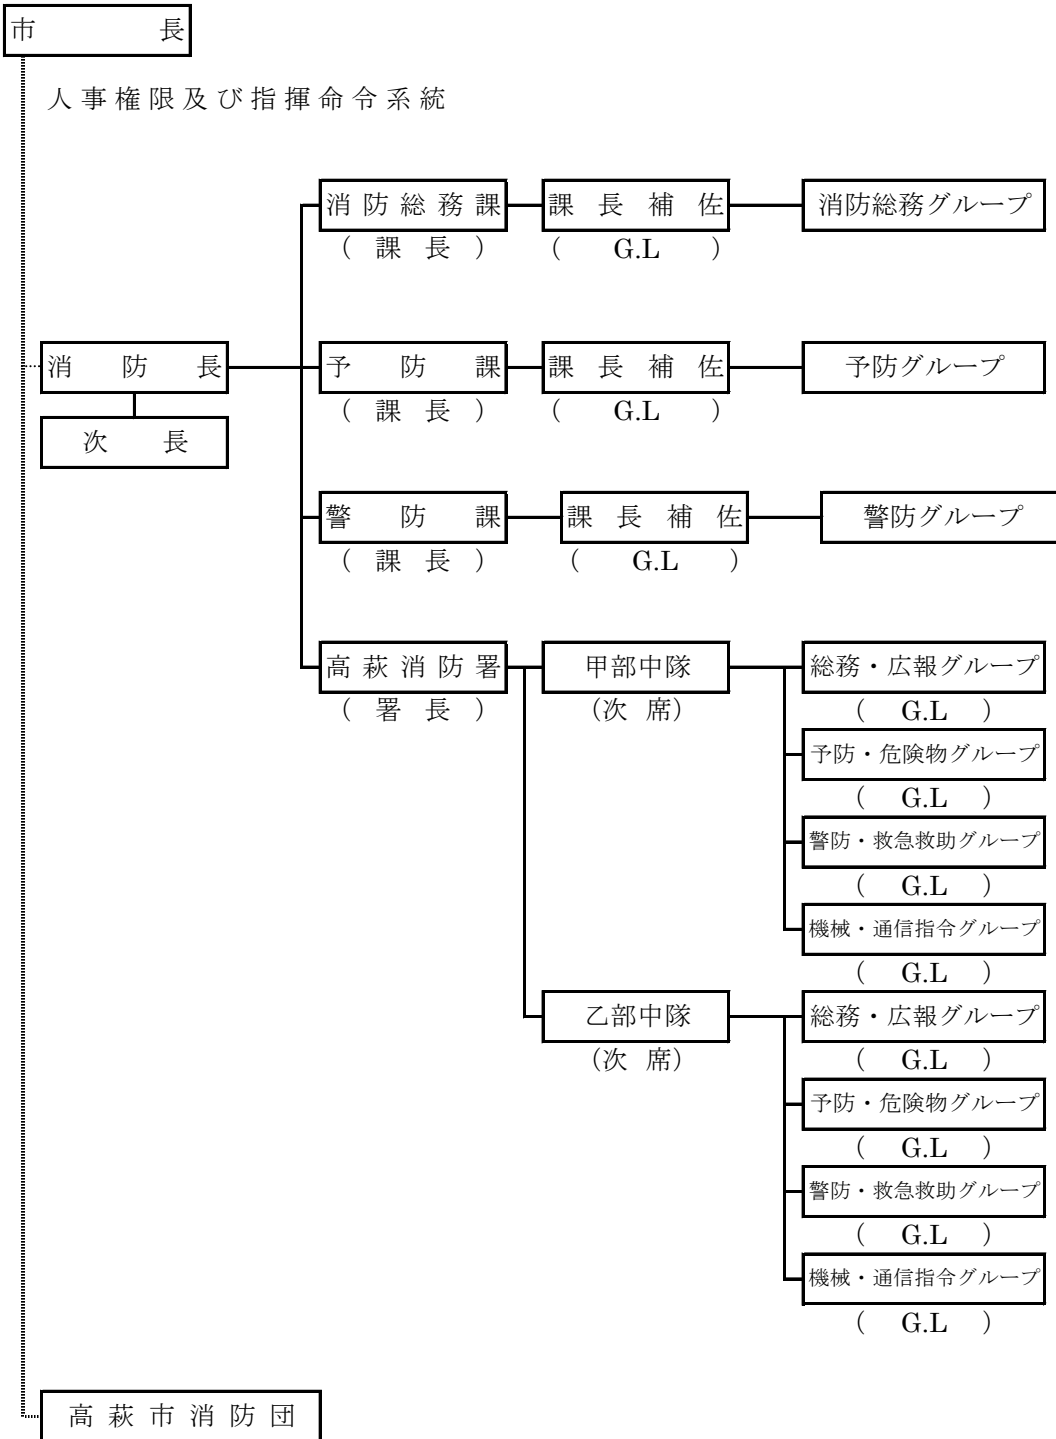 市長
人事権限及び指揮命令系統
消防総務課 課長補佐 消防総務グループ
(課長) (G.L)
消防長 予防課 課長補佐 予防グループ
(課長) (G.L)
次長
警防課 課長補佐 警防グループ
(課長) (G.L)
高萩消防署 甲部中隊 総務・広報グループ
(署長) (次席) (G.L)
予防・危険物グループ
(G.L)
警防・救急救助グループ
(G.L)
機械・通信指令グループ
(G.L)
乙部中隊 総務・広報グループ
(次席) (G.L)
予防・危険物グループ
(G.L)
警防・救急救助グループ
(G.L)
機械・通信指令グループ
(G.L)
高萩市消防団